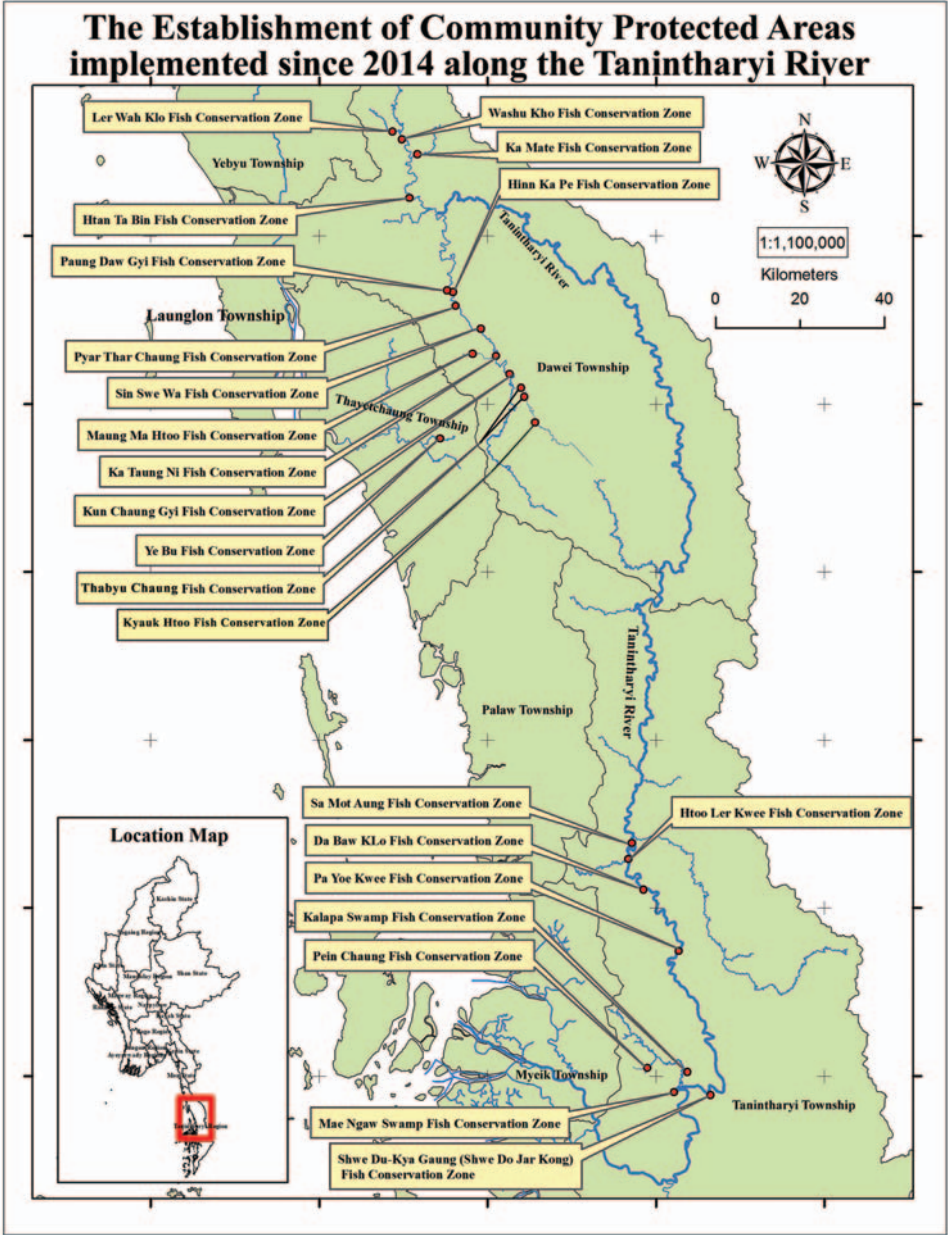 The Establishment of Community Protected Areas
implemented since 2014 along the Tanintharyi River
Ler Wah Klo Fish Conservation Zone
Washu Kho Fish Conservation Zone
Ka Mate Fish Conservation Zone
Yebyu Township
Hinn Ka Pe Fish Conservation Zone
Htan Ta Bin Fish Conservation Zone
Paung Daw Gyi Fish Conservation Zone
Tanintharyi River
N
W
E
S
1:1,100,000
Kilometers
0 20 40
Launglon Township
Pyar Thar Chaung Fish Conservation Zone
Dawei Township
Sin Swe Wa Fish Conservation Zone
Thayetchaung Township
Maung Ma Htoo Fish Conservation Zone
Ka Taung Ni Fish Conservation Zone
Kun Chaung Gyi Fish Conservation Zone
Ye Bu Fish Conservation Zone
Thabyu Chaung Fish Conservation Zone
Kyauk Htoo Fish Conservation Zone
Tanintharyi River
Palaw Township
Sa Mot Aung Fish Conservation Zone
Htoo Ler Kwee Fish Conservation Zone
Da Baw KLo Fish Conservation Zone
Pa Yoe Kwee Fish Conservation Zone
Kalapa Swamp Fish Conservation Zone
Pein Chaung Fish Conservation Zone
Myeik Township
Tanintharyi Township
Mae Ngaw Swamp Fish Conservation Zone
Shwe Du-Kya Gaung (Shwe Do Jar Kong)
Fish Conservation Zone
Location Map
Kachin State
Shan State